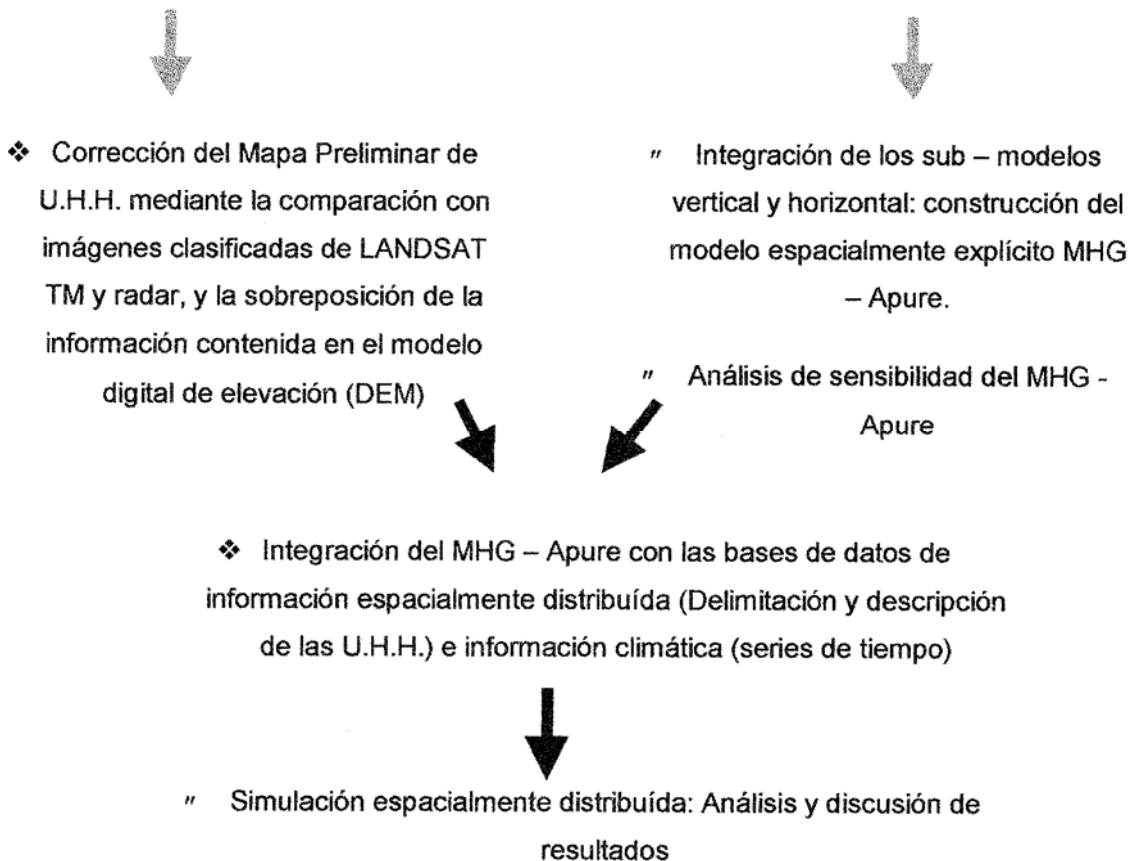 ❖ Corrección del Mapa Preliminar de
U.H.H. mediante la comparación con
imágenes clasificadas de LANDSAT
TM y radar, y la sobreposición de la
información contenida en el modelo
digital de elevación (DEM)
" Integración de los sub – modelos
vertical y horizontal: construcción del
modelo espacialmente explícito MHG
– Apure.
" Análisis de sensibilidad del MHG -
Apure
❖ Integración del MHG – Apure con las bases de datos de
información espacialmente distribuída (Delimitación y descripción
de las U.H.H.) e información climática (series de tiempo)
" Simulación espacialmente distribuída: Análisis y discusión de
resultados